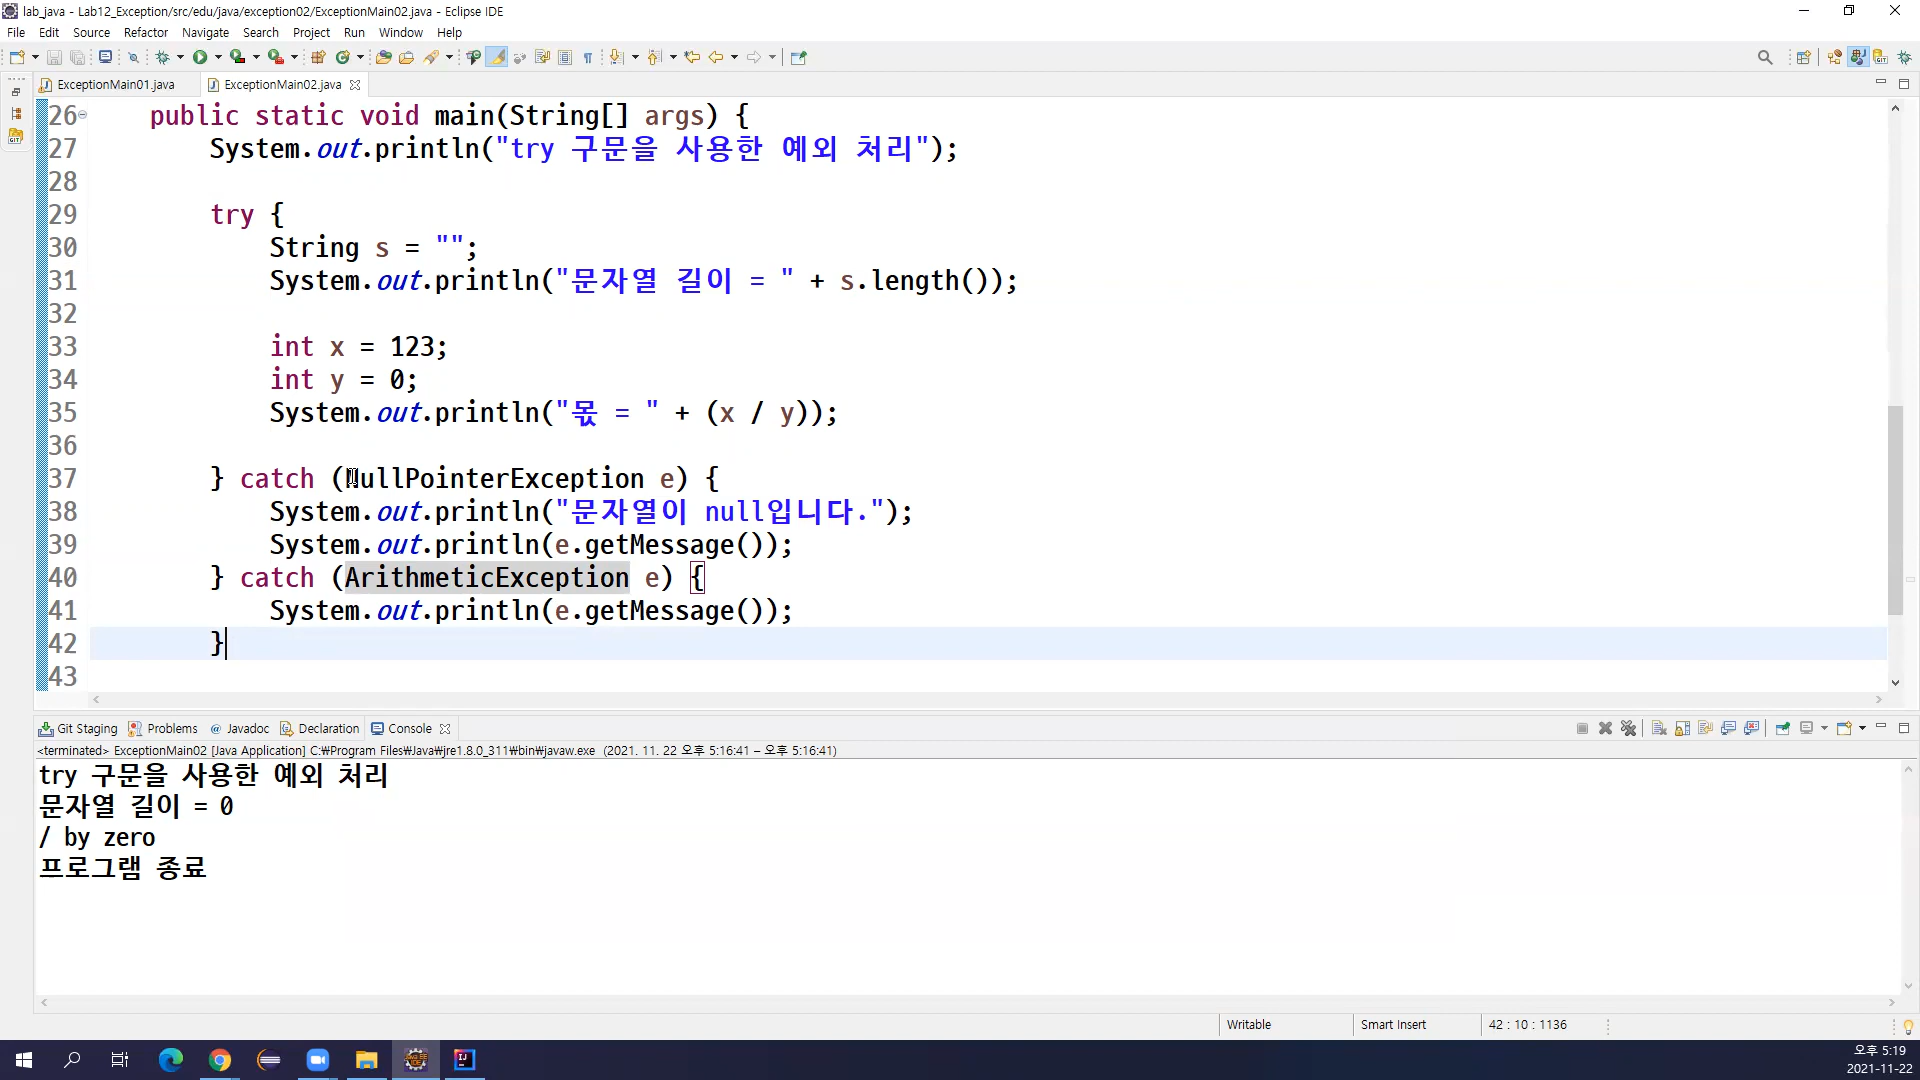 lab_java - Lab12_Exception/src/edu/java/exception02/ExceptionMain02.java - Eclipse IDE
File Edit Source Refactor Navigate Search Project Run Window Help
ExceptionMain01.java ExceptionMain02.java
26 public static void main(String[] args) {
27 System.out.println("try 구문을 사용한 예외 처리");
28
29 try {
30 String s = "";
31 System.out.println("문자열 길이 = " + s.length());
32
33 int x = 123;
34 int y = 0;
35 System.out.println("몫 = " + (x / y));
36
37 } catch (NullPointerException e) {
38 System.out.println("문자열이 null입니다.");
39 System.out.println(e.getMessage());
40 } catch (ArithmeticException e) {
41 System.out.println(e.getMessage());
42 }
43
Git Staging Problems @ Javadoc Declaration Console
<terminated> ExceptionMain02 [Java Application] C:₩Program Files₩Java₩jre1.8.0_311₩bin₩javaw.exe (2021. 11. 22 오후 5:16:41 – 오후 5:16:41)
try 구문을 사용한 예외 처리
문자열 길이 = 0
/ by zero
프로그램 종료
Writable Smart Insert 42 : 10 : 1136
오후 5:19
2021-11-22